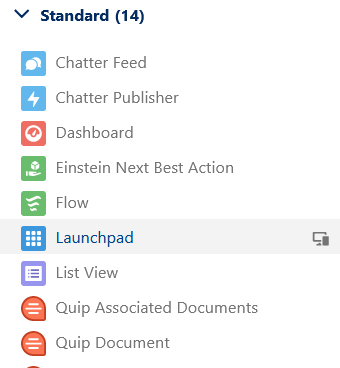 Standard (14)
Chatter Feed
Chatter Publisher
Dashboard
Einstein Next Best Action
Flow
Launchpad
List View
Quip Associated Documents
Quip Document